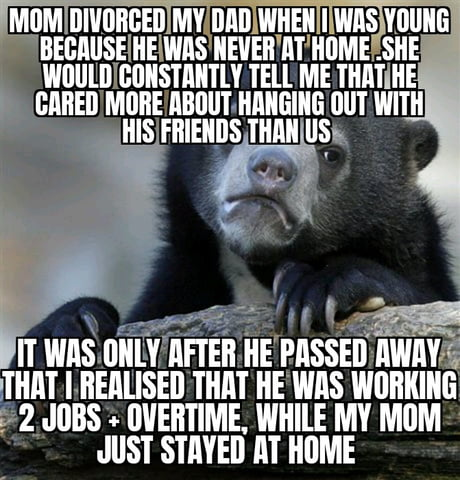 MOM DIVORCED MY DAD WHEN I WAS YOUNG
BECAUSE HE WAS NEVER AT HOME .SHE
WOULD CONSTANTLY TELL ME THAT HE
CARED MORE ABOUT HANGING OUT WITH
HIS FRIENDS THAN US
IT WAS ONLY AFTER HE PASSED AWAY
THAT I REALISED THAT HE WAS WORKING
2 JOBS + OVERTIME, WHILE MY MOM
JUST STAYED AT HOME